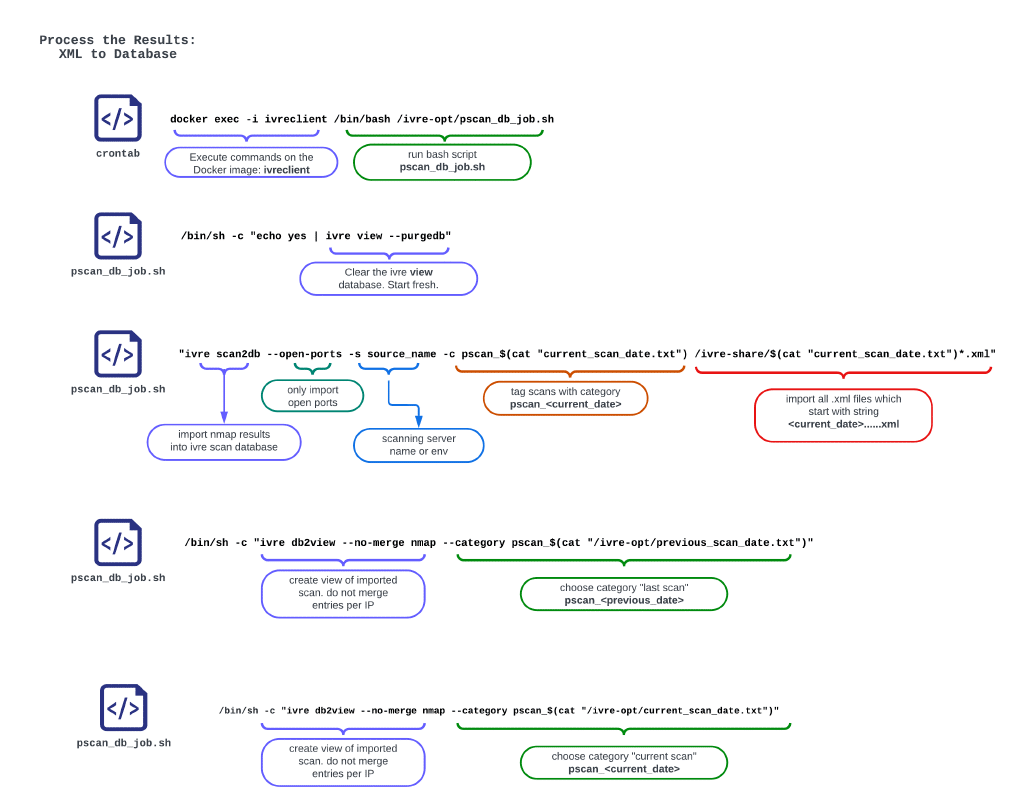 Process the Results:
XML to Database
docker exec -i ivreclient /bin/bash /ivre-opt/pscan_db_job.sh
crontab
Execute commands on the
Docker image: ivreclient
run bash script
pscan_db_job.sh
/bin/sh -c "echo yes | ivre view --purgedb"
pscan_db_job.sh
Clear the ivre view
database. Start fresh.
"ivre scan2db --open-ports -s source_name -c pscan_$(cat "current_scan_date.txt") /ivre-share/$(cat "current_scan_date.txt")*.xml"
pscan_db_job.sh
only import
open ports
tag scans with category
pscan_<current_date>
import all .xml files which
start with string
<current_date>......xml
import nmap results
into ivre scan database
scanning server
name or env
/bin/sh -c "ivre db2view --no-merge nmap --category pscan_$(cat "/ivre-opt/previous_scan_date.txt")"
pscan_db_job.sh
create view of imported
scan. do not merge
entries per IP
choose category "last scan"
pscan_<previous_date>
/bin/sh -c "ivre db2view --no-merge nmap --category pscan_$(cat "/ivre-opt/current_scan_date.txt")"
pscan_db_job.sh
create view of imported
scan. do not merge
entries per IP
choose category "current scan"
pscan_<current_date>